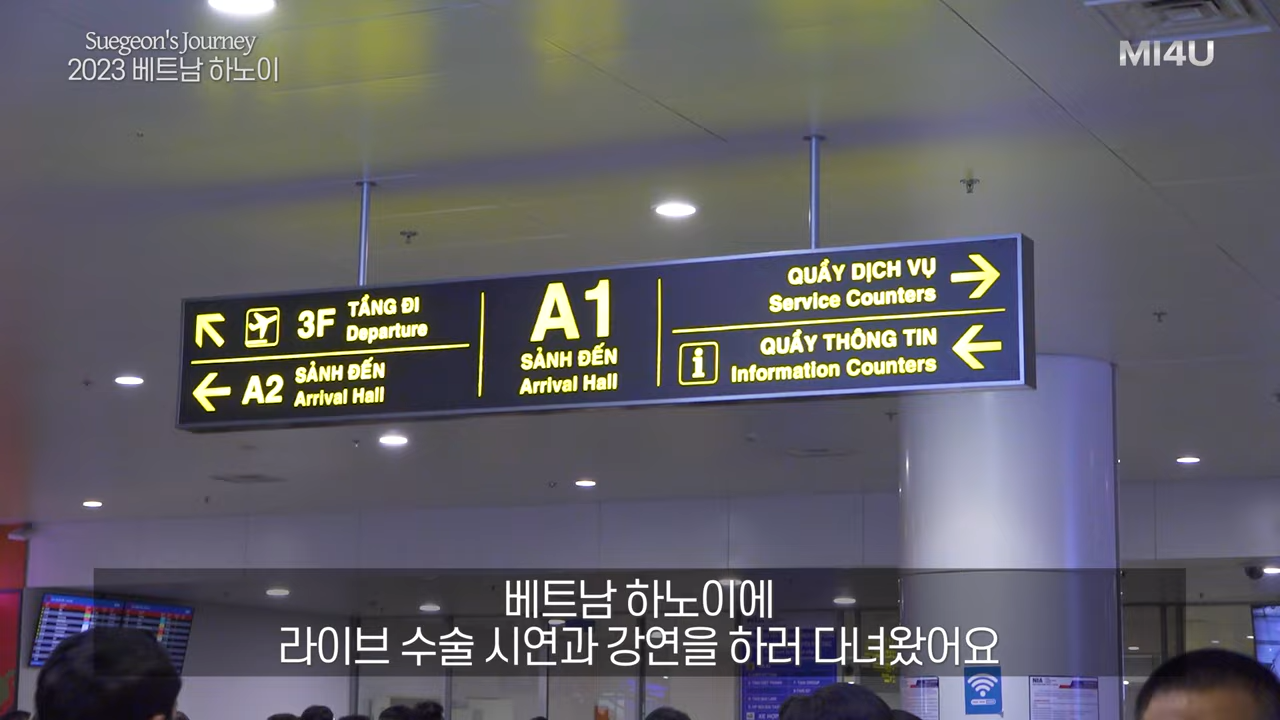 Suegeon's Journey
2023 베트남 하노이
MI4U
3F TẦNG ĐI
Departure
A2 SẢNH ĐẾN
Arrival Hall
A1
SẢNH ĐẾN
Arrival Hall
QUẦY DỊCH VỤ
Service Counters
i QUẦY THÔNG TIN
Information Counters
베트남 하노이에
라이브 수술 시연과 강연을 하러 다녀왔어요
NIA